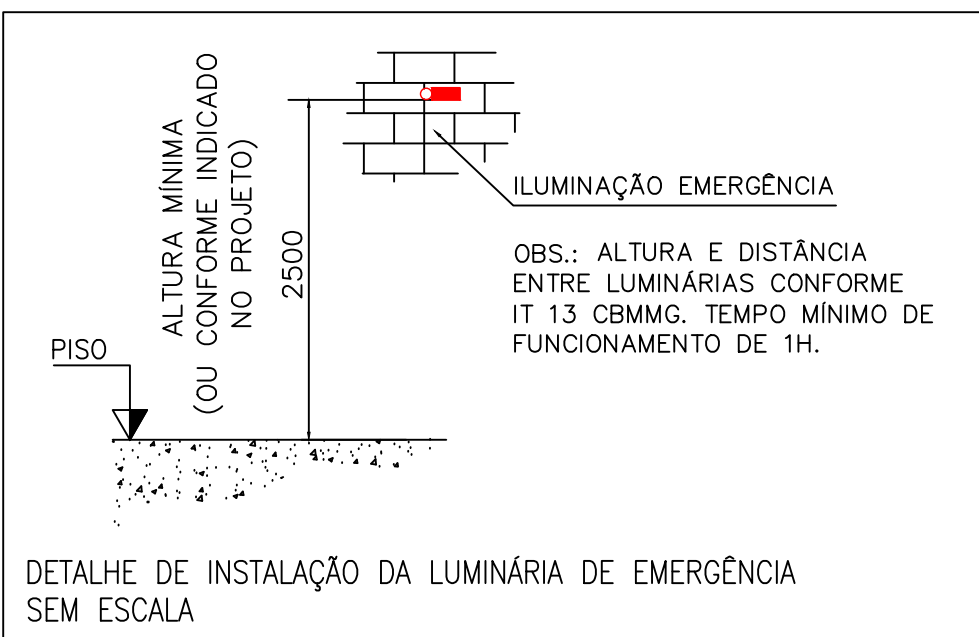 ALTURA MÍNIMA
(OU CONFORME INDICADO
NO PROJETO)
2500
ILUMINAÇÃO EMERGÊNCIA
OBS.: ALTURA E DISTÂNCIA
ENTRE LUMINÁRIAS CONFORME
IT 13 CBMMG. TEMPO MÍNIMO DE
FUNCIONAMENTO DE 1H.
PISO
DETALHE DE INSTALAÇÃO DA LUMINÁRIA DE EMERGÊNCIA
SEM ESCALA